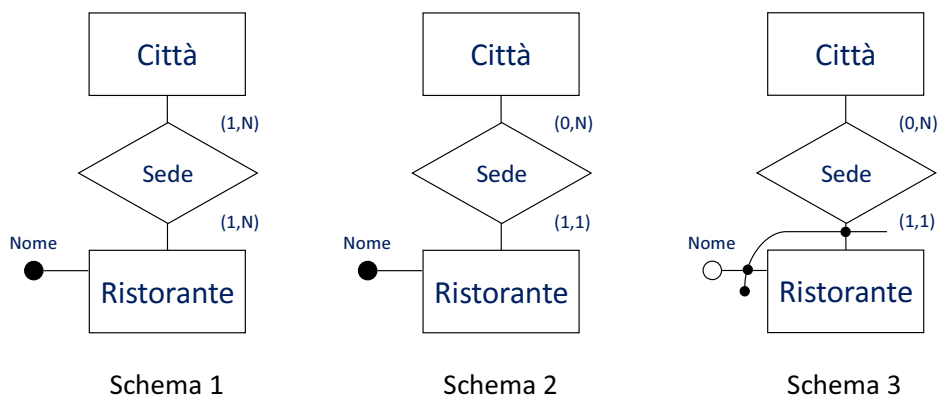 Città
(1,N)
Sede
(1,N)
Nome
Ristorante
Schema 1
Città
(0,N)
Sede
(1,1)
Nome
Ristorante
Schema 2
Città
(0,N)
Sede
(1,1)
Nome
Ristorante
Schema 3